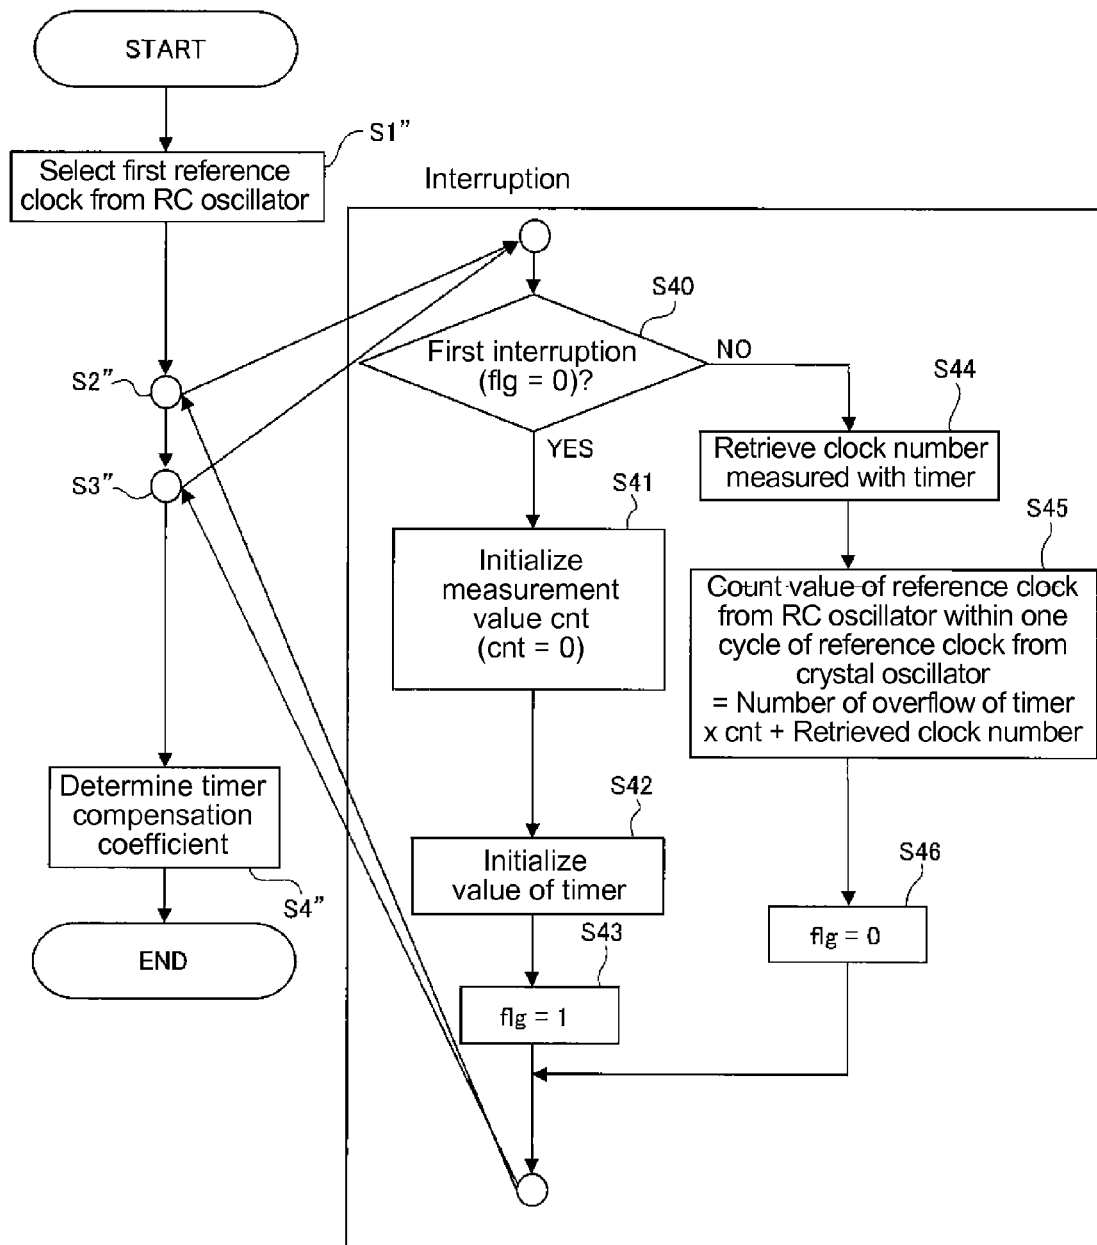 START
S1”
Select first reference
clock from RC oscillator
Interruption
S40
First interruption
(flg = 0)?
NO
YES
S2”
S3”
S44
Retrieve clock number
measured with timer
S41
Initialize
measurement
value cnt
(cnt = 0)
S45
Count value of reference clock
from RC oscillator within one
cycle of reference clock from
crystal oscillator
= Number of overflow of timer
x cnt + Retrieved clock number
Determine timer
compensation
coefficient
S4”
END
S42
Initialize
value of timer
S43
flg = 1
S46
flg = 0